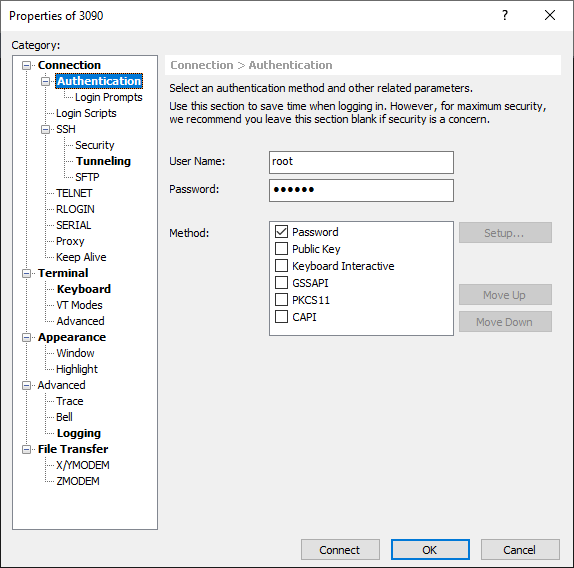 Properties of 3090
Category:
Connection
Authentication
Login Prompts
Login Scripts
SSH
Security
Tunneling
SFTP
TELNET
RLOGIN
SERIAL
Proxy
Keep Alive
Terminal
Keyboard
VT Modes
Advanced
Appearance
Window
Highlight
Advanced
Trace
Bell
Logging
File Transfer
X/YMODEM
ZMODEM
Connection > Authentication
Select an authentication method and other related parameters.
Use this section to save time when logging in. However, for maximum security,
we recommend you leave this section blank if security is a concern.
User Name: root
Password: ●●●●●●
Method:
Password
Public Key
Keyboard Interactive
GSSAPI
PKCS11
CAPI
Setup...
Move Up
Move Down
Connect OK Cancel